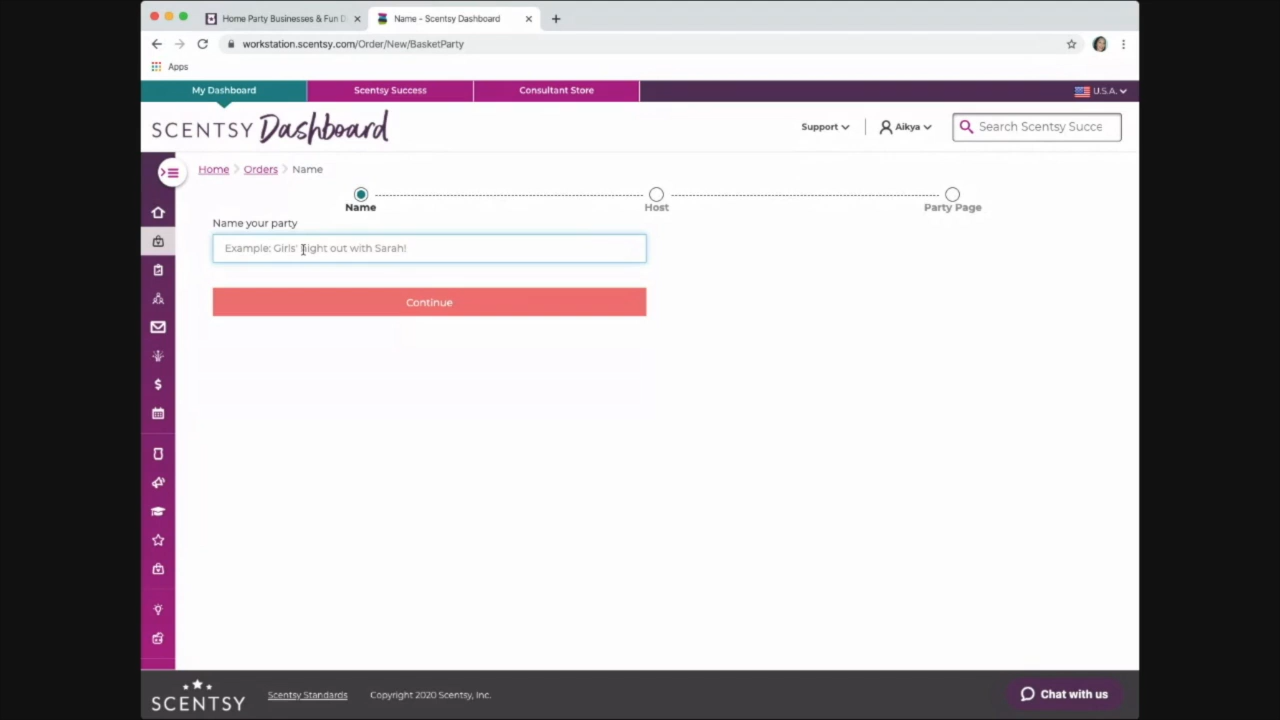 Home Party Businesses & Fun
Name - Scentsy Dashboard
workstation.scentsy.com/Order/New/BasketParty
Apps
My Dashboard
Scentsy Success
Consultant Store
U.S.A.
SCENTSY Dashboard
Support
Aikya
Search Scentsy Succe
Home > Orders > Name
Name
Host
Party Page
Name your party
Example: Girls' night out with Sarah!
Continue
SCENTSY
Scentsy Standards
Copyright 2020 Scentsy, Inc.
Chat with us